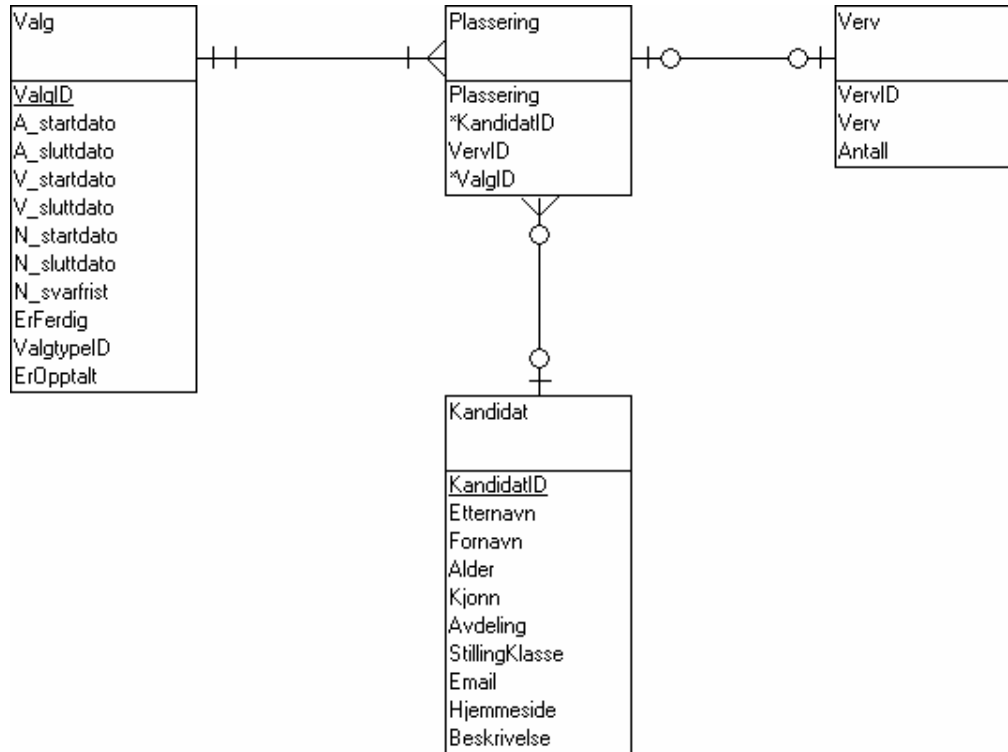 Valg
ValgID
A_startdato
A_sluttdato
V_startdato
V_sluttdato
N_startdato
N_sluttdato
N_svarfrist
ErFerdig
ValgtypeID
ErOpptalt
Plassering
Plassering
*KandidatID
VervID
*ValgID
Verv
VervID
Verv
Antall
Kandidat
KandidatID
Etternavn
Fornavn
Alder
Kjonn
Avdeling
StillingKlasse
Email
Hjemmeside
Beskrivelse